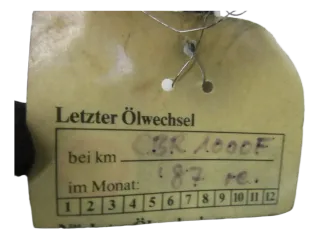 Letzter Ölwechsel
bei km CBR 1000F
im Monat: '87 re.
1 2 3 4 5 6 7 8 9 10 11 12